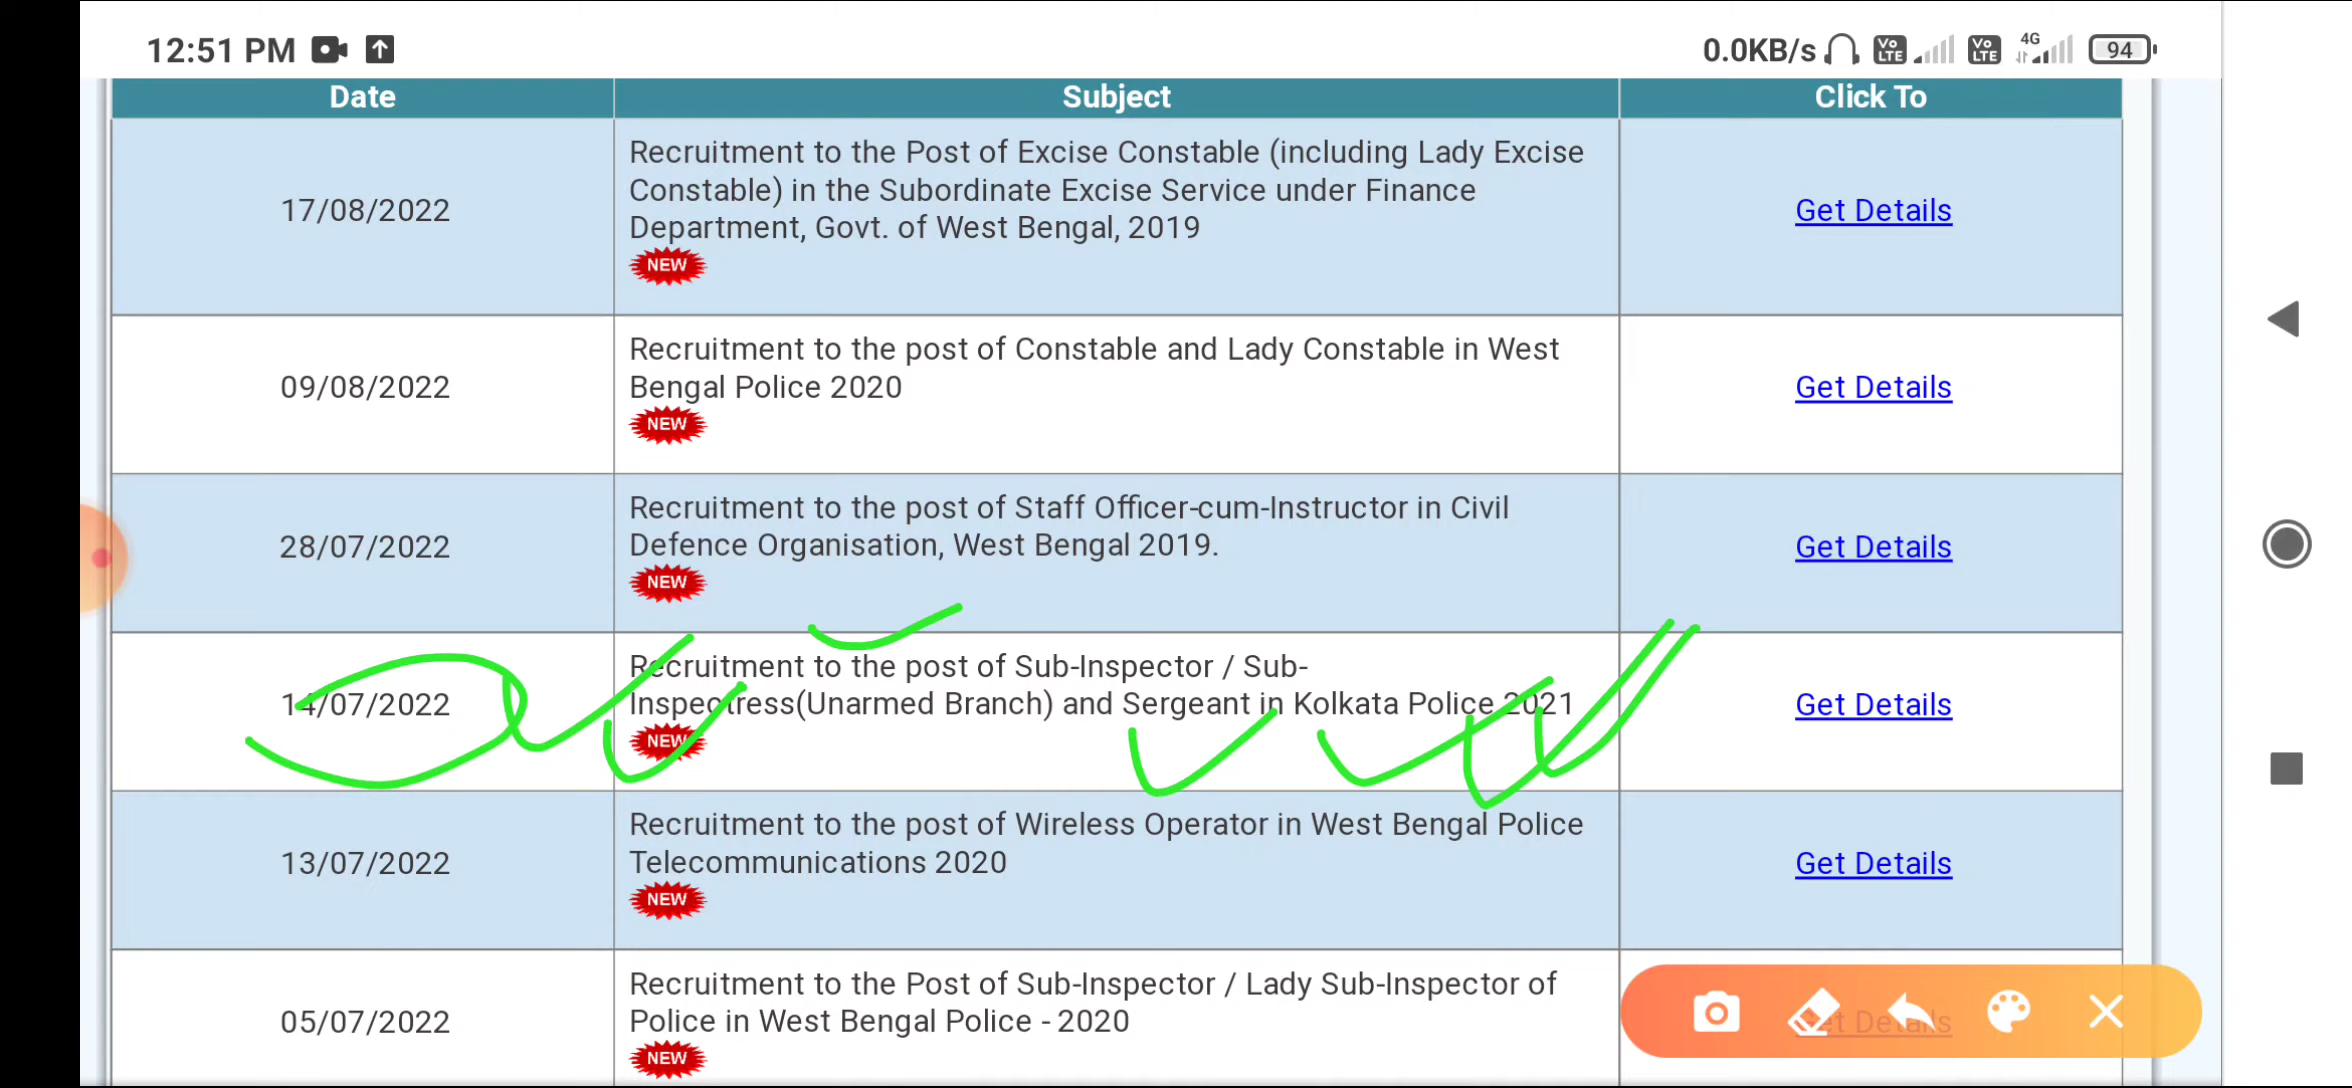 12:51 PM
0.0KB/s Vo LTE Vo LTE 4G 94
Date Subject Click To
17/08/2022
Recruitment to the Post of Excise Constable (including Lady Excise
Constable) in the Subordinate Excise Service under Finance
Department, Govt. of West Bengal, 2019
NEW
Get Details
09/08/2022
Recruitment to the post of Constable and Lady Constable in West
Bengal Police 2020
NEW
Get Details
28/07/2022
Recruitment to the post of Staff Officer-cum-Instructor in Civil
Defence Organisation, West Bengal 2019.
NEW
Get Details
14/07/2022
Recruitment to the post of Sub-Inspector / Sub-
Inspectress(Unarmed Branch) and Sergeant in Kolkata Police 2021
NEW
Get Details
13/07/2022
Recruitment to the post of Wireless Operator in West Bengal Police
Telecommunications 2020
NEW
Get Details
05/07/2022
Recruitment to the Post of Sub-Inspector / Lady Sub-Inspector of
Police in West Bengal Police - 2020
NEW
Get Details